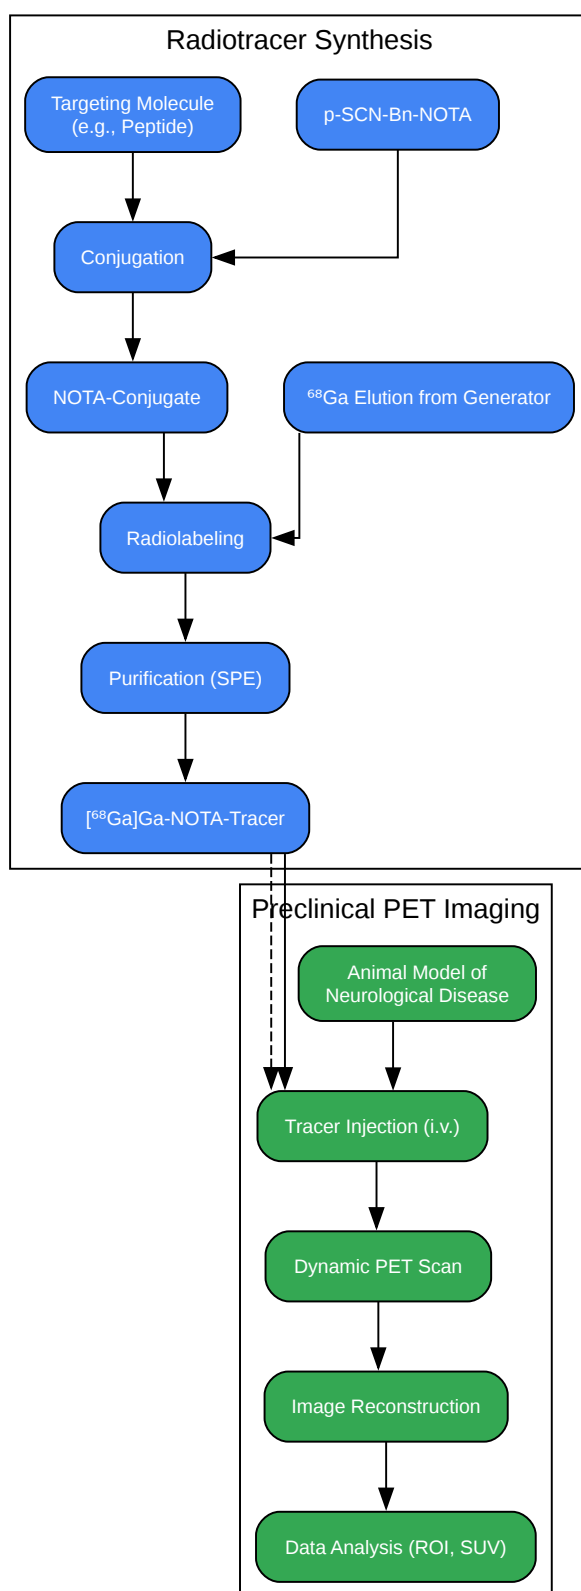 Radiotracer Synthesis
Targeting Molecule
(e.g., Peptide)
p-SCN-Bn-NOTA
Conjugation
NOTA-Conjugate
⁶⁸Ga Elution from Generator
Radiolabeling
Purification (SPE)
[⁶⁸Ga]Ga-NOTA-Tracer
Preclinical PET Imaging
Animal Model of
Neurological Disease
Tracer Injection (i.v.)
Dynamic PET Scan
Image Reconstruction
Data Analysis (ROI, SUV)